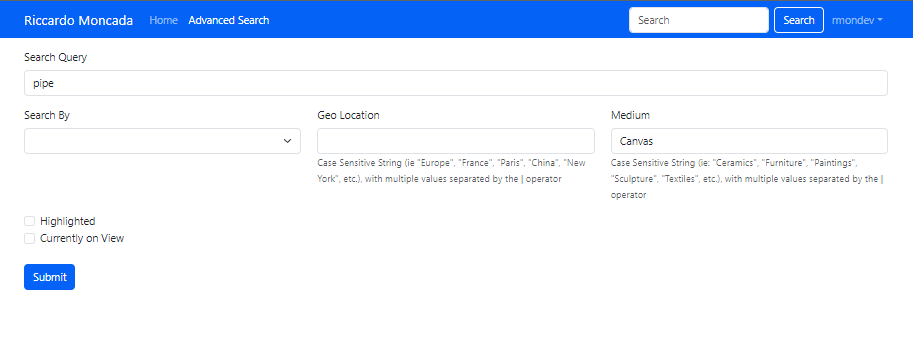 Riccardo Moncada Home Advanced Search Search Search rmondev
Search Query
pipe
Search By Geo Location Medium
Canvas
Case Sensitive String (ie "Europe", "France", "Paris", "China", "New
York", etc.), with multiple values separated by the | operator
Case Sensitive String (ie: "Ceramics", "Furniture", "Paintings",
"Sculpture", "Textiles", etc.), with multiple values separated by the |
operator
Highlighted
Currently on View
Submit